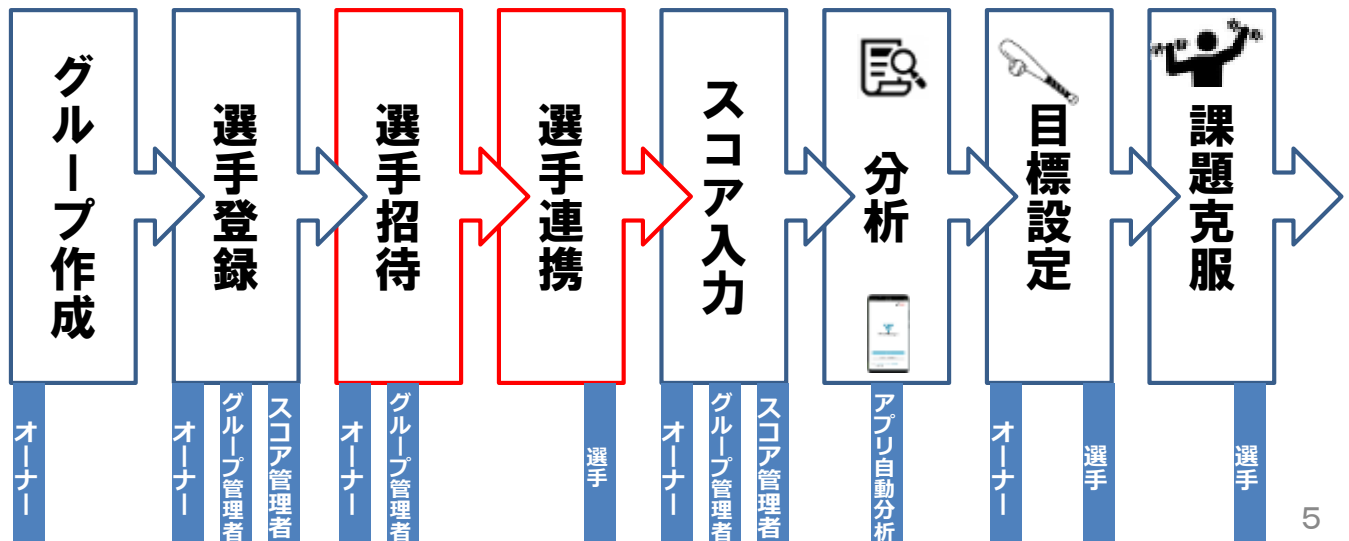 グループ作成
選手登録
選手招待
選手連携
スコア入力
分析
目標設定
課題克服
オーナー
オーナー
グループ管理者
スコア管理者
オーナー
グループ管理者
選手
オーナー
グループ管理者
スコア管理者
アプリ自動分析
オーナー
選手
選手
5